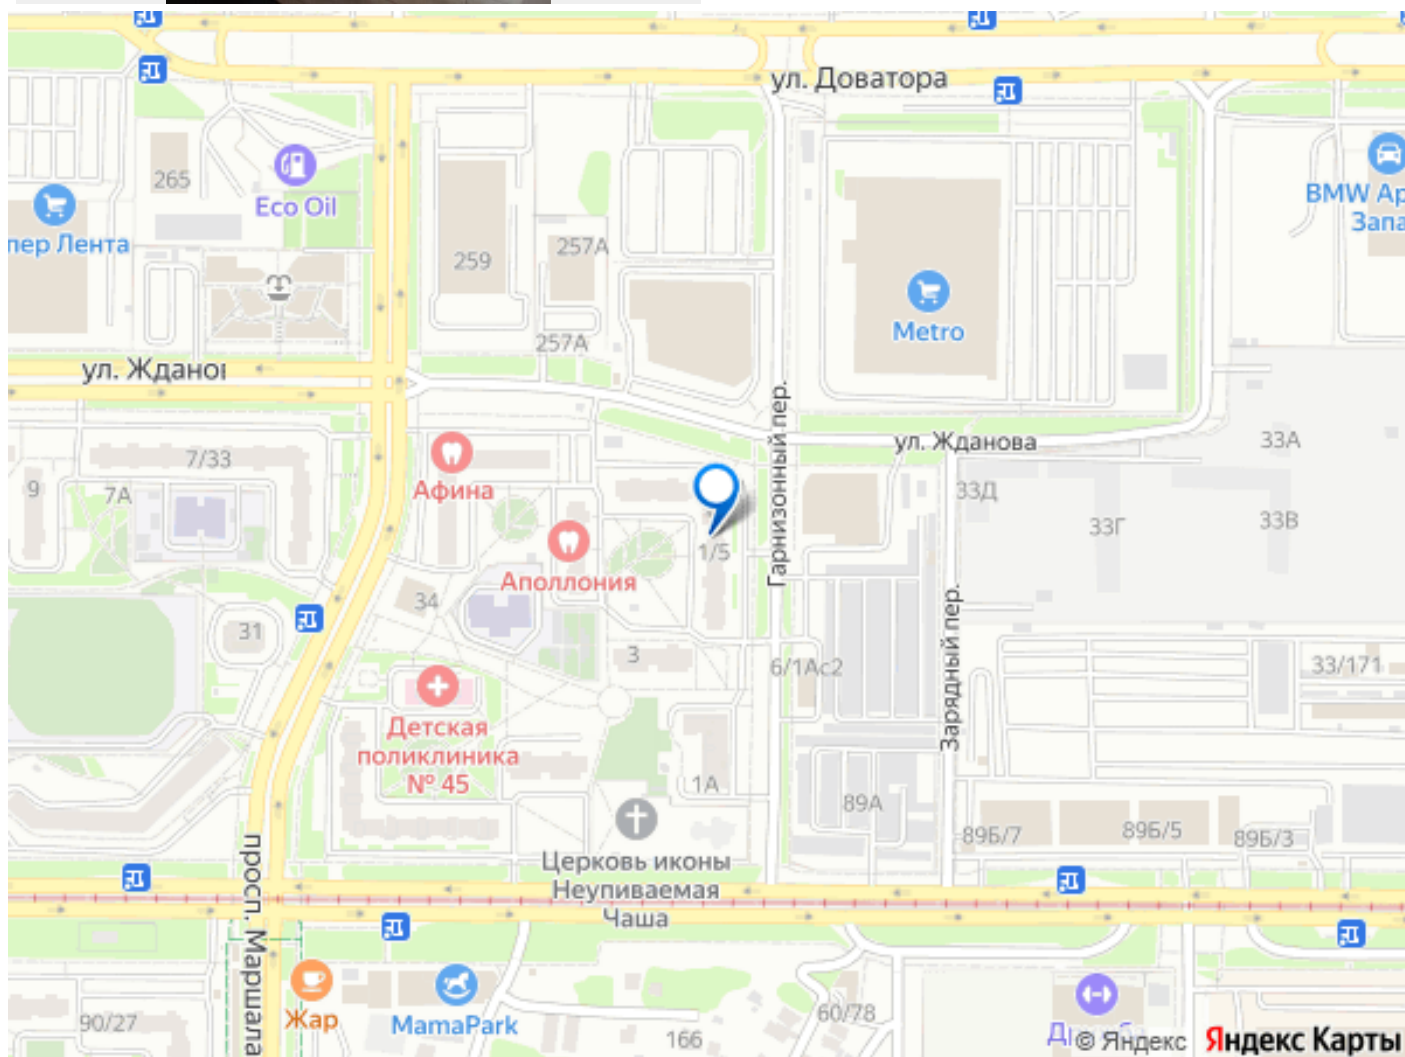 ул. Доватора
265
Eco Oil
259
257А
257А
пер Лента
BMW Ар
Запа
Metro
ул. Жданов
ул. Жданова
Гарнизонный пер.
33А
33Д
33Г
33В
9
7А
7/33
Афина
Аполлония
1/5
34
31
3
6/1Ас2
Зарядный пер.
33/171
Детская
поликлиника
№ 45
1А
89А
89Б/7
89Б/5
89Б/3
Церковь иконы
Неупиваемая
Чаша
просп. Маршала
90/27
Жар
MamaPark
166
60/78
© Яндекс
Яндекс Карты